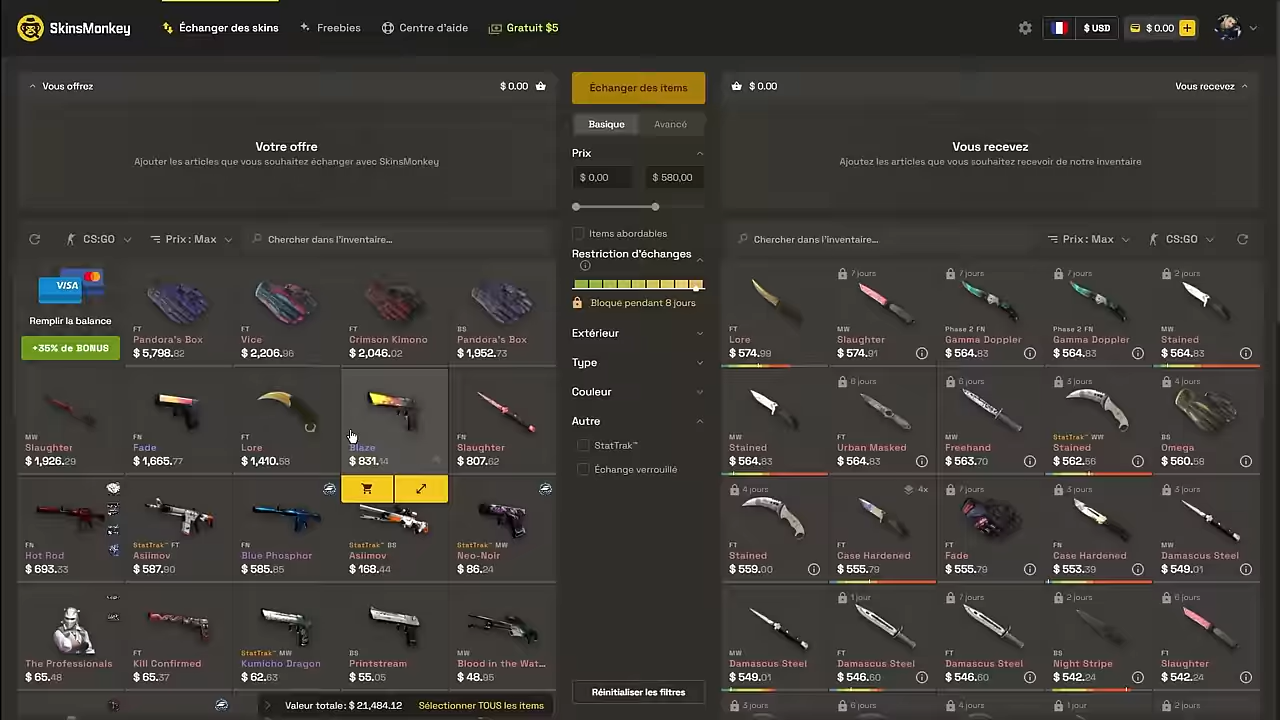 SkinsMonkey
Échanger des skins
Freebies
Centre d'aide
Gratuit $5
$ USD
$ 0.00
Vous offrez
$ 0.00
Votre offre
Ajouter les articles que vous souhaitez échanger avec SkinsMonkey
Échanger des items
Basique
Avancé
Prix
$ 0,00
$ 580,00
Items abordables
Restriction d'échanges
Bloqué pendant 8 jours
Extérieur
Type
Couleur
Autre
StatTrak™
Échange verrouillé
Réinitialiser les filtres
$ 0.00
Vous recevez
Vous recevez
Ajoutez les articles que vous souhaitez recevoir de notre inventaire
CS:GO
Prix : Max
Chercher dans l'inventaire...
VISA
Remplir la balance
+35% de BONUS
FT
Pandora's Box
$ 5,798.82
FT
Vice
$ 2,206.96
FT
Crimson Kimono
$ 2,046.02
BS
Pandora's Box
$ 1,952.73
MW
Slaughter
$ 1,926.29
FN
Fade
$ 1,665.77
FT
Lore
$ 1,410.58
Blaze
$ 831.14
FN
Slaughter
$ 807.62
FN
Hot Rod
$ 693.33
StatTrak™ FT
Asiimov
$ 587.90
FN
Blue Phosphor
$ 585.85
StatTrak™ BS
Asiimov
$ 168.44
StatTrak™ MW
Neo-Noir
$ 86.24
The Professionals
$ 65.48
FT
Kill Confirmed
$ 65.37
StatTrak™ MW
Kumicho Dragon
$ 62.63
BS
Printstream
$ 55.05
MW
Blood in the Wat...
$ 48.95
Valeur totale: $ 21,484.12
Sélectionner TOUS les items
Chercher dans l'inventaire...
Prix : Max
CS:GO
FT
Lore
$ 574.99
7 jours
MW
Slaughter
$ 574.91
7 jours
Phase 2 FN
Gamma Doppler
$ 564.83
7 jours
Phase 2 FN
Gamma Doppler
$ 564.83
2 jours
MW
Stained
$ 564.83
MW
Stained
$ 564.83
6 jours
FT
Urban Masked
$ 564.83
6 jours
MW
Freehand
$ 563.70
3 jours
StatTrak™ WW
Stained
$ 562.56
4 jours
BS
Omega
$ 560.58
4 jours
FT
Stained
$ 559.00
4x
FT
Case Hardened
$ 555.79
7 jours
FT
Fade
$ 555.79
3 jours
FN
Case Hardened
$ 553.39
MW
Damascus Steel
$ 549.01
MW
Damascus Steel
$ 549.01
1 jour
FT
Damascus Steel
$ 546.60
7 jours
FT
Damascus Steel
$ 546.60
2 jours
BS
Night Stripe
$ 542.24
6 jours
FT
Slaughter
$ 542.24
3 jours
6 jours
1 jour
2 jours